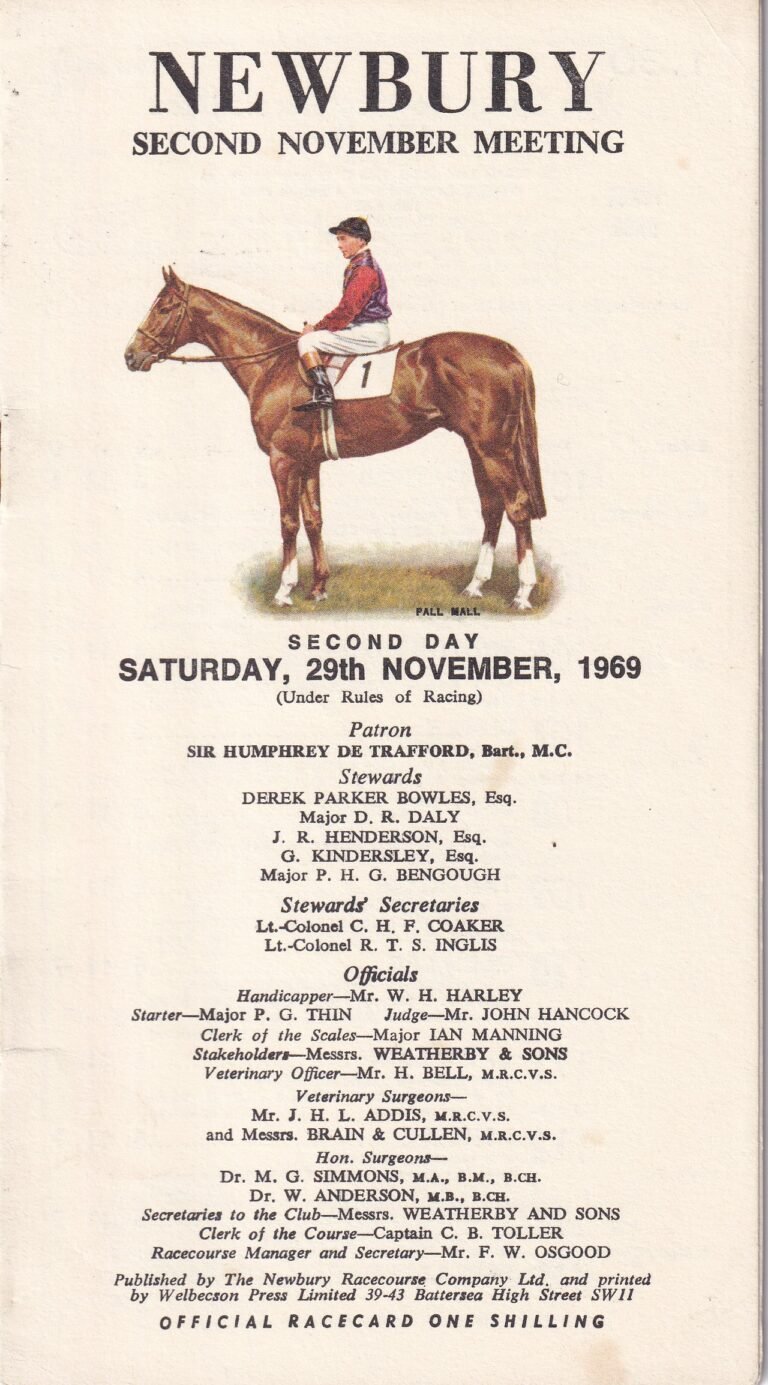 NEWBURY
SECOND NOVEMBER MEETING
1
PALL MALL
SECOND DAY
SATURDAY, 29th NOVEMBER, 1969
(Under Rules of Racing)
Patron
SIR HUMPHREY DE TRAFFORD, Bart., M.C.
Stewards
DEREK PARKER BOWLES, Esq.
Major D. R. DALY
J. R. HENDERSON, Esq.
G. KINDERSLEY, Esq.
Major P. H. G. BENGOUGH
Stewards' Secretaries
Lt.-Colonel C. H. F. COAKER
Lt.-Colonel R. T. S. INGLIS
Officials
Handicapper—Mr. W. H. HARLEY
Starter—Major P. G. THIN Judge—Mr. JOHN HANCOCK
Clerk of the Scales—Major IAN MANNING
Stakeholders—Messrs. WEATHERBY & SONS
Veterinary Officer—Mr. H. BELL, M.R.C.V.S.
Veterinary Surgeons—
Mr. J. H. L. ADDIS, M.R.C.V.S.
and Messrs. BRAIN & CULLEN, M.R.C.V.S.
Hon. Surgeons—
Dr. M. G. SIMMONS, M.A., B.M., B.CH.
Dr. W. ANDERSON, M.B., B.CH.
Secretaries to the Club—Messrs. WEATHERBY AND SONS
Clerk of the Course—Captain C. B. TOLLER
Racecourse Manager and Secretary—Mr. F. W. OSGOOD
Published by The Newbury Racecourse Company Ltd. and printed
by Welbecson Press Limited 39-43 Battersea High Street SW11
OFFICIAL RACECARD ONE SHILLING